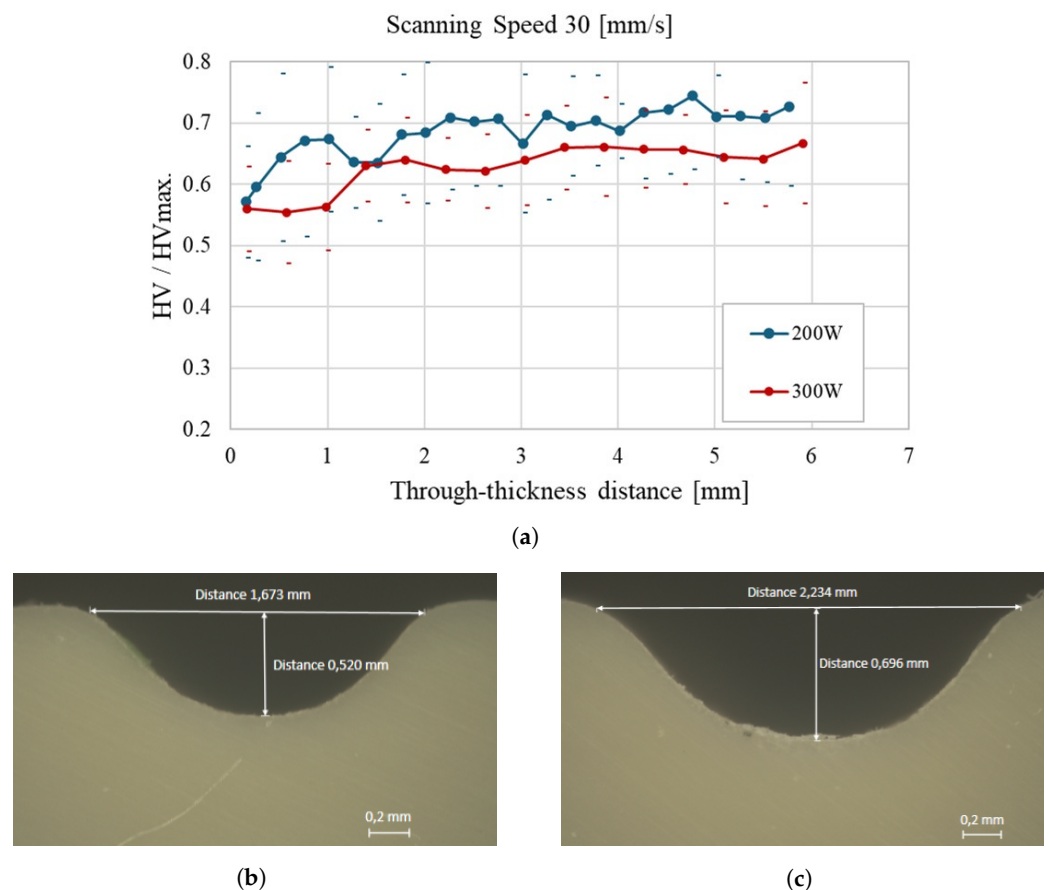 Scanning Speed 30 [mm/s]
HV / HVmax.
0.8
0.7
0.6
0.5
0.4
0.3
0.2
200W
300W
0 1 2 3 4 5 6 7
Through-thickness distance [mm]
(a)
Distance 1,673 mm
Distance 0,520 mm
0,2 mm
Distance 2,234 mm
Distance 0,696 mm
0,2 mm
(b)
(c)